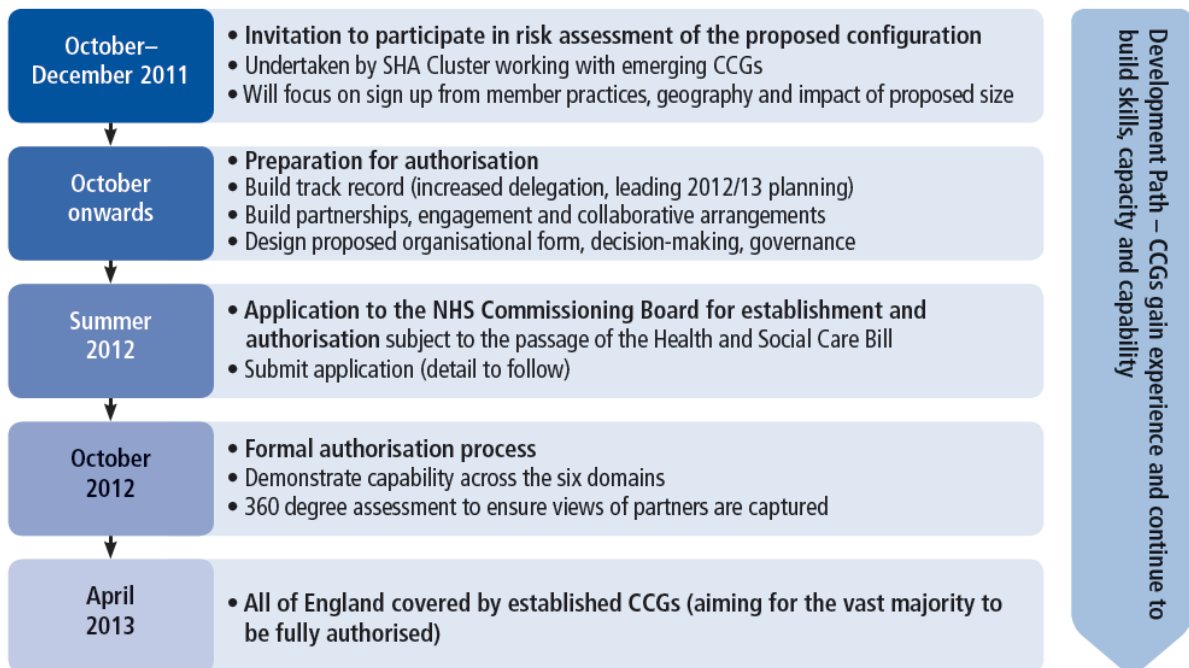 October–
December 2011
• Invitation to participate in risk assessment of the proposed configuration
• Undertaken by SHA Cluster working with emerging CCGs
• Will focus on sign up from member practices, geography and impact of proposed size
October
onwards
• Preparation for authorisation
• Build track record (increased delegation, leading 2012/13 planning)
• Build partnerships, engagement and collaborative arrangements
• Design proposed organisational form, decision-making, governance
Summer
2012
• Application to the NHS Commissioning Board for establishment and
authorisation subject to the passage of the Health and Social Care Bill
• Submit application (detail to follow)
October
2012
• Formal authorisation process
• Demonstrate capability across the six domains
• 360 degree assessment to ensure views of partners are captured
April
2013
• All of England covered by established CCGs (aiming for the vast majority to
be fully authorised)
Development Path – CCGs gain experience and continue to
build skills, capacity and capability